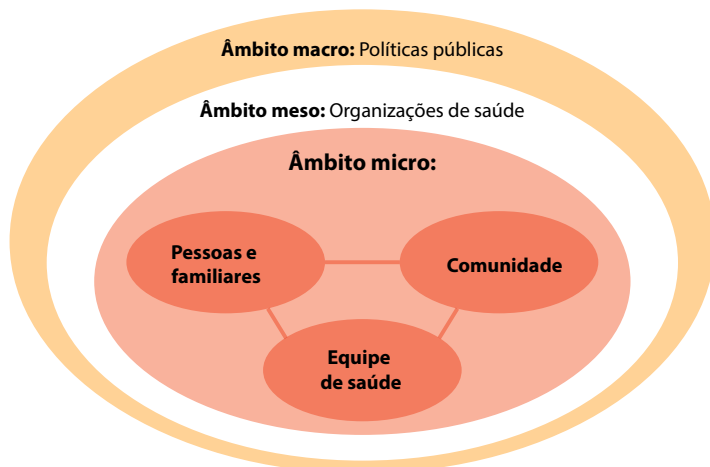 Âmbito macro: Políticas públicas
Âmbito meso: Organizações de saúde
Âmbito micro:
Pessoas e
familiares
Comunidade
Equipe
de saúde